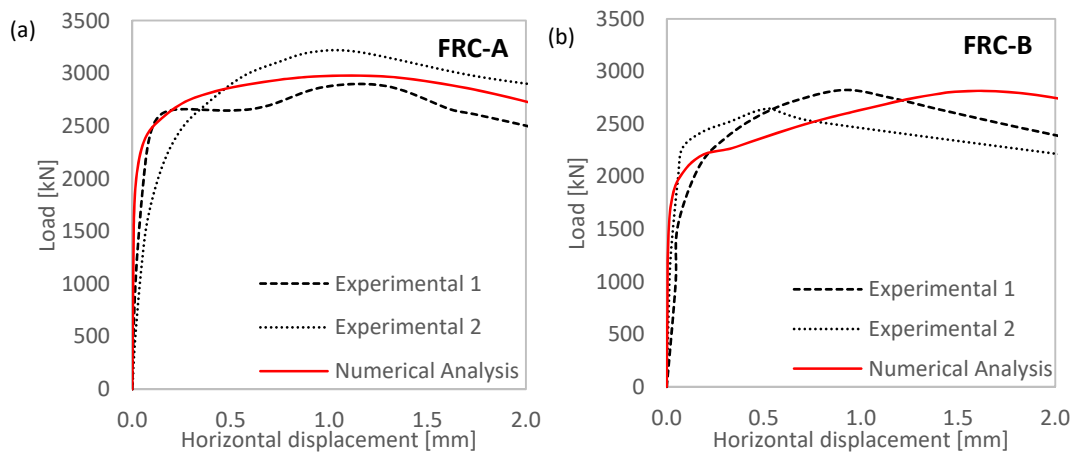 (a)
FRC-A
Load [kN]
3500
3000
2500
2000
1500
1000
500
0
Experimental 1
Experimental 2
Numerical Analysis
0.0 0.5 1.0 1.5 2.0
Horizontal displacement [mm]
(b)
FRC-B
Load [kN]
3500
3000
2500
2000
1500
1000
500
0
Experimental 1
Experimental 2
Numerical Analysis
0.0 0.5 1.0 1.5 2.0
Horizontal displacement [mm]